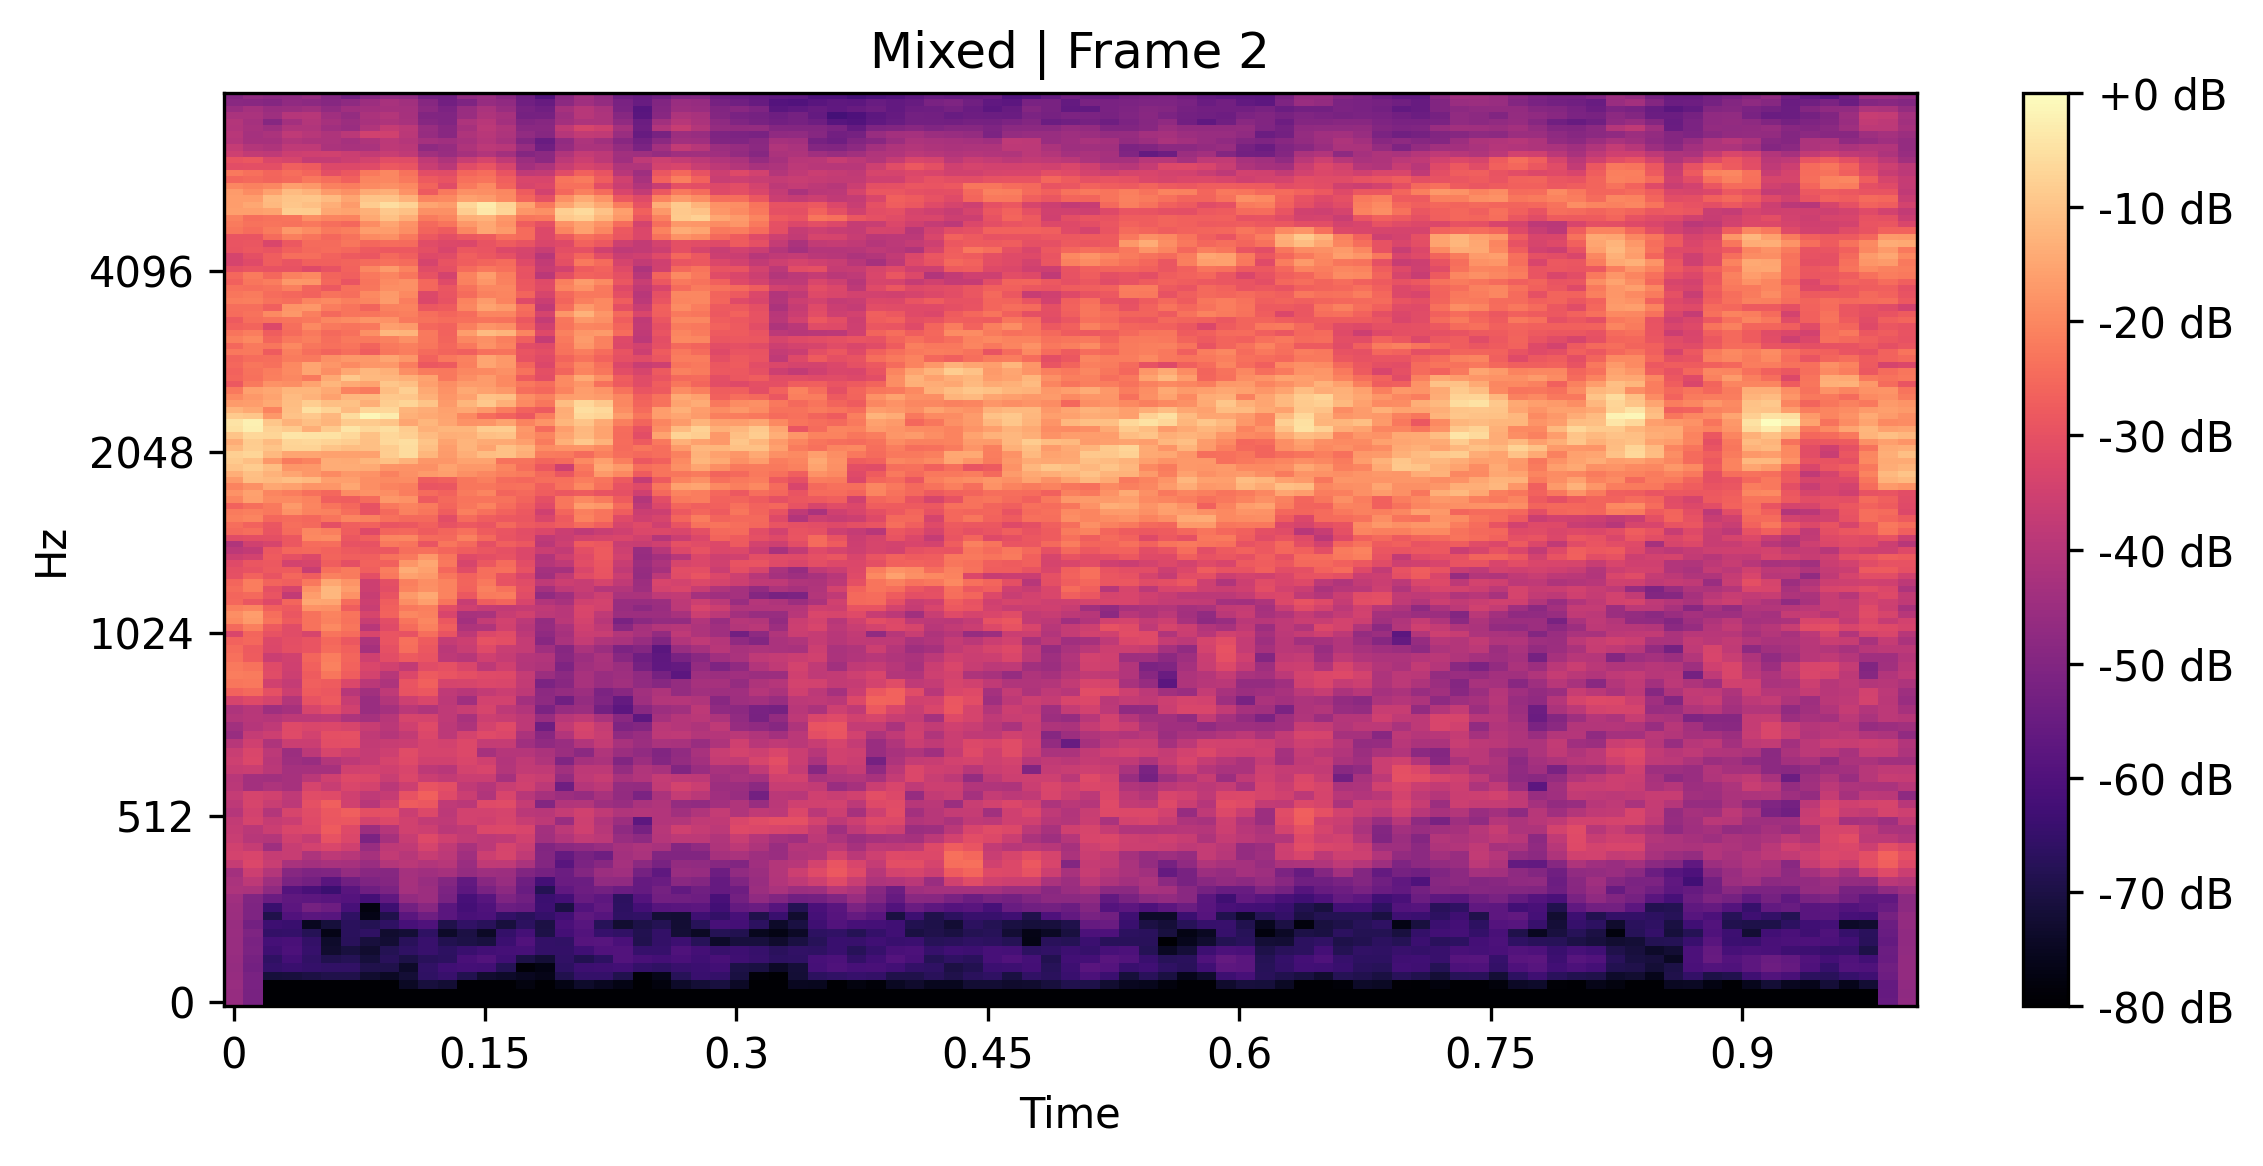 Mixed | Frame 2
Hz
4096
2048
1024
512
0
0 0.15 0.3 0.45 0.6 0.75 0.9
Time
+0 dB
-10 dB
-20 dB
-30 dB
-40 dB
-50 dB
-60 dB
-70 dB
-80 dB